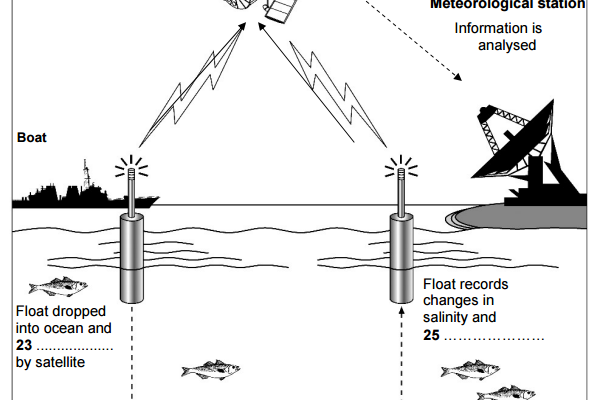 Meteorological station
Information is
analysed
Boat
Float dropped
into ocean and
23 ...................
by satellite
Float records
changes in
salinity and
25 ……………………